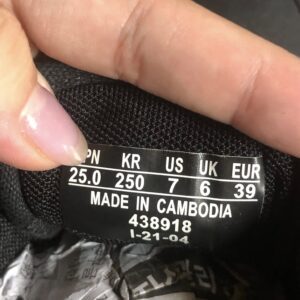 PN KR US UK EUR
25.0 250 7 6 39
MADE IN CAMBODIA
438918
I-21-04